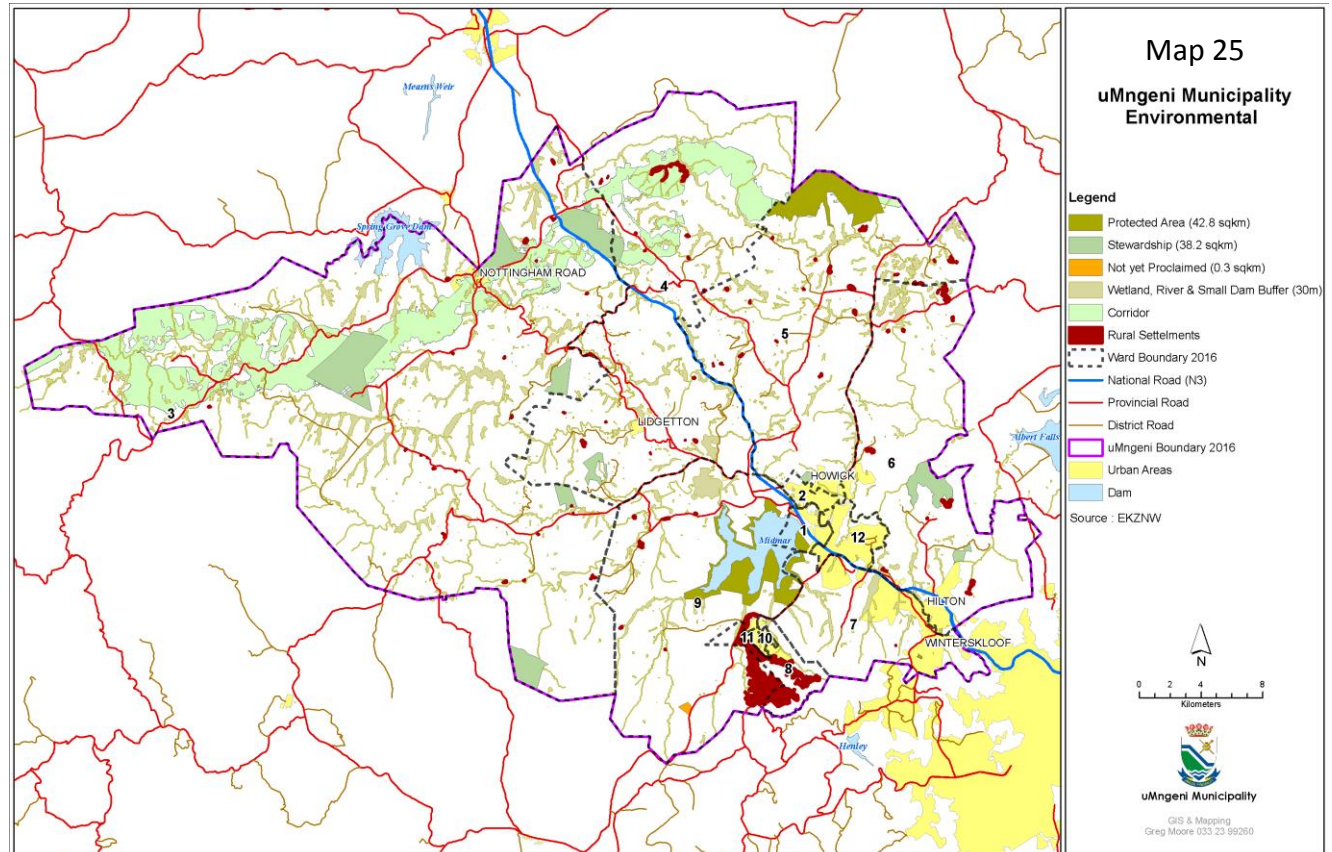 Map 25
uMngeni Municipality
Environmental
Legend
Protected Area (42.8 sqkm)
Stewardship (38.2 sqkm)
Not yet Proclaimed (0.3 sqkm)
Wetland, River & Small Dam Buffer (30m)
Corridor
Rural Settelments
Ward Boundary 2016
National Road (N3)
Provincial Road
District Road
uMngeni Boundary 2016
Urban Areas
Dam
Source : EKZNW
N
0 2 4 8
Kilometers
uMngeni Municipality
GIS & Mapping
Greg Moore 033 23 99260
Mearns Weir
Spring Grove Dam
NOTTINGHAM ROAD
4
5
3
LIDGETTON
Albert Falls
6
HOWICK
2
1
Midmar
12
9
HILTON
7
WINTERSKLOOF
11
10
8
Henley